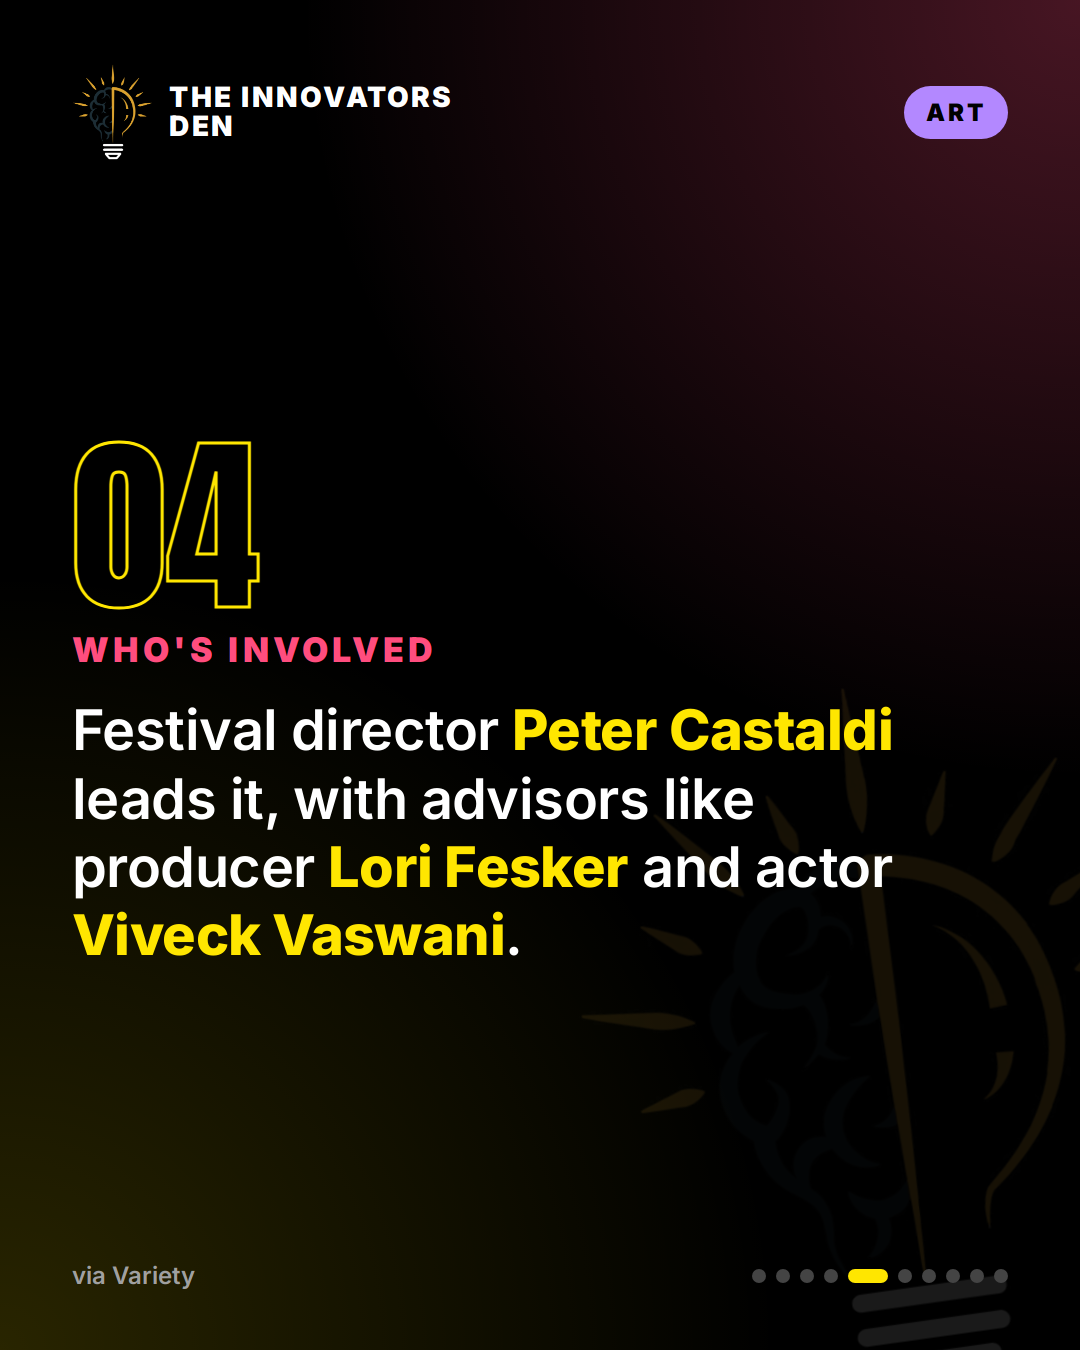 THE INNOVATORS
DEN
ART
04
WHO'S INVOLVED
Festival director Peter Castaldi
leads it, with advisors like
producer Lori Fesker and actor
Viveck Vaswani.
via Variety